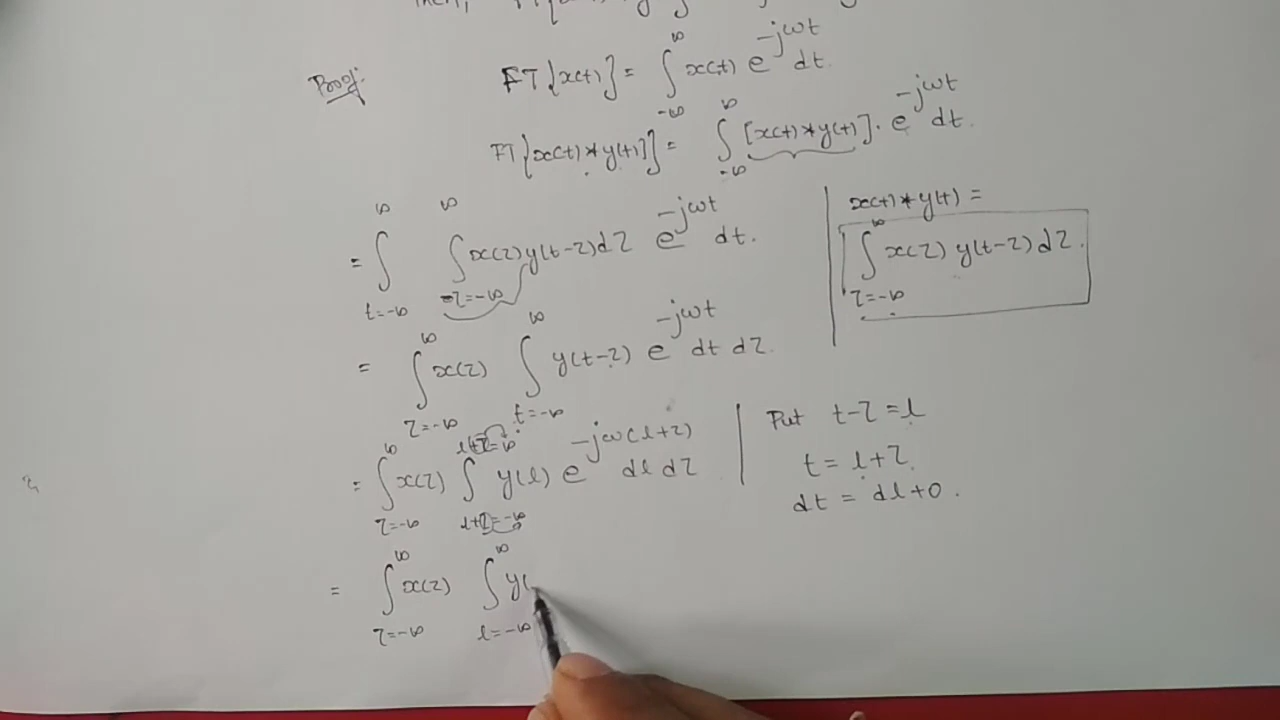 Then,
Proof:
FT{x(t)} = ∫_{-∞}^{∞} x(t) e^{-jωt} dt.
FT{x(t)*y(t)} = ∫_{-∞}^{∞} [x(t)*y(t)]. e^{-jωt} dt.
= ∫_{t=-∞}^{∞} ∫_{τ=-∞}^{∞} x(τ) y(t-τ) dτ e^{-jωt} dt.
x(t)*y(t) =
∫_{τ=-∞}^{∞} x(τ) y(t-τ) dτ.
= ∫_{τ=-∞}^{∞} x(τ) ∫_{t=-∞}^{∞} y(t-τ) e^{-jωt} dt dτ
= ∫_{τ=-∞}^{∞} x(τ) ∫_{l+τ=-∞}^{l+τ=∞} y(l) e^{-jω(l+τ)} dl dτ
Put t-τ = l
t = l+τ.
dt = dl+0.
= ∫_{τ=-∞}^{∞} x(τ) ∫_{l=-∞}^{∞} y(